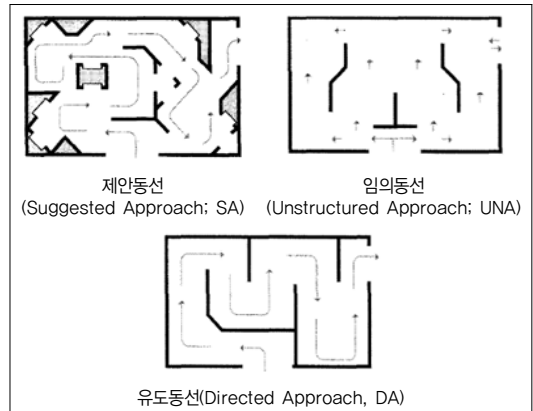 제안동선
(Suggested Approach; SA)
임의동선
(Unstructured Approach; UNA)
유도동선(Directed Approach, DA)